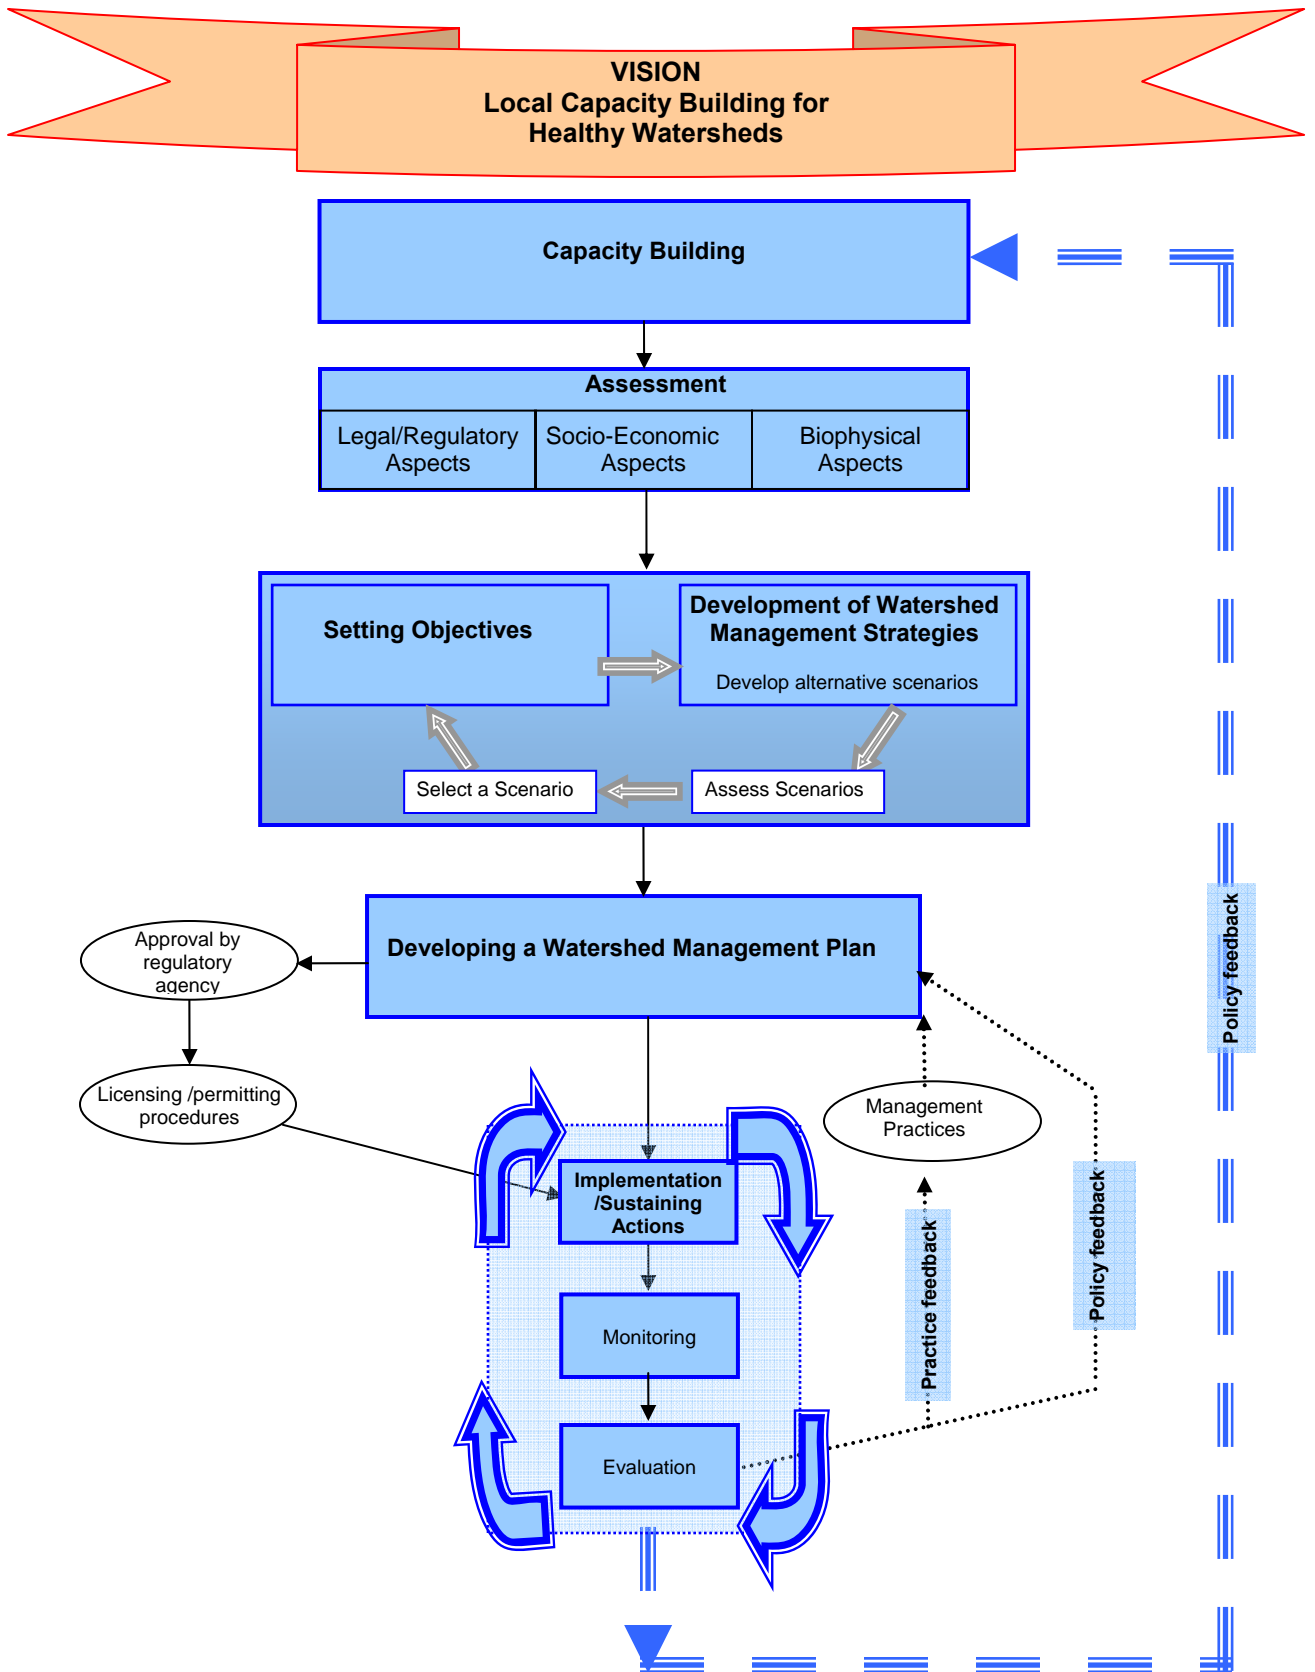 VISION
Local Capacity Building for
Healthy Watersheds
Capacity Building
Assessment
Legal/Regulatory
Aspects
Socio-Economic
Aspects
Biophysical
Aspects
Setting Objectives
Development of Watershed
Management Strategies
Develop alternative scenarios
Select a Scenario
Assess Scenarios
Developing a Watershed Management Plan
Approval by
regulatory
agency
Licensing /permitting
procedures
Management
Practices
Implementation
/Sustaining
Actions
Monitoring
Evaluation
Practice feedback
Policy feedback
Policy feedback